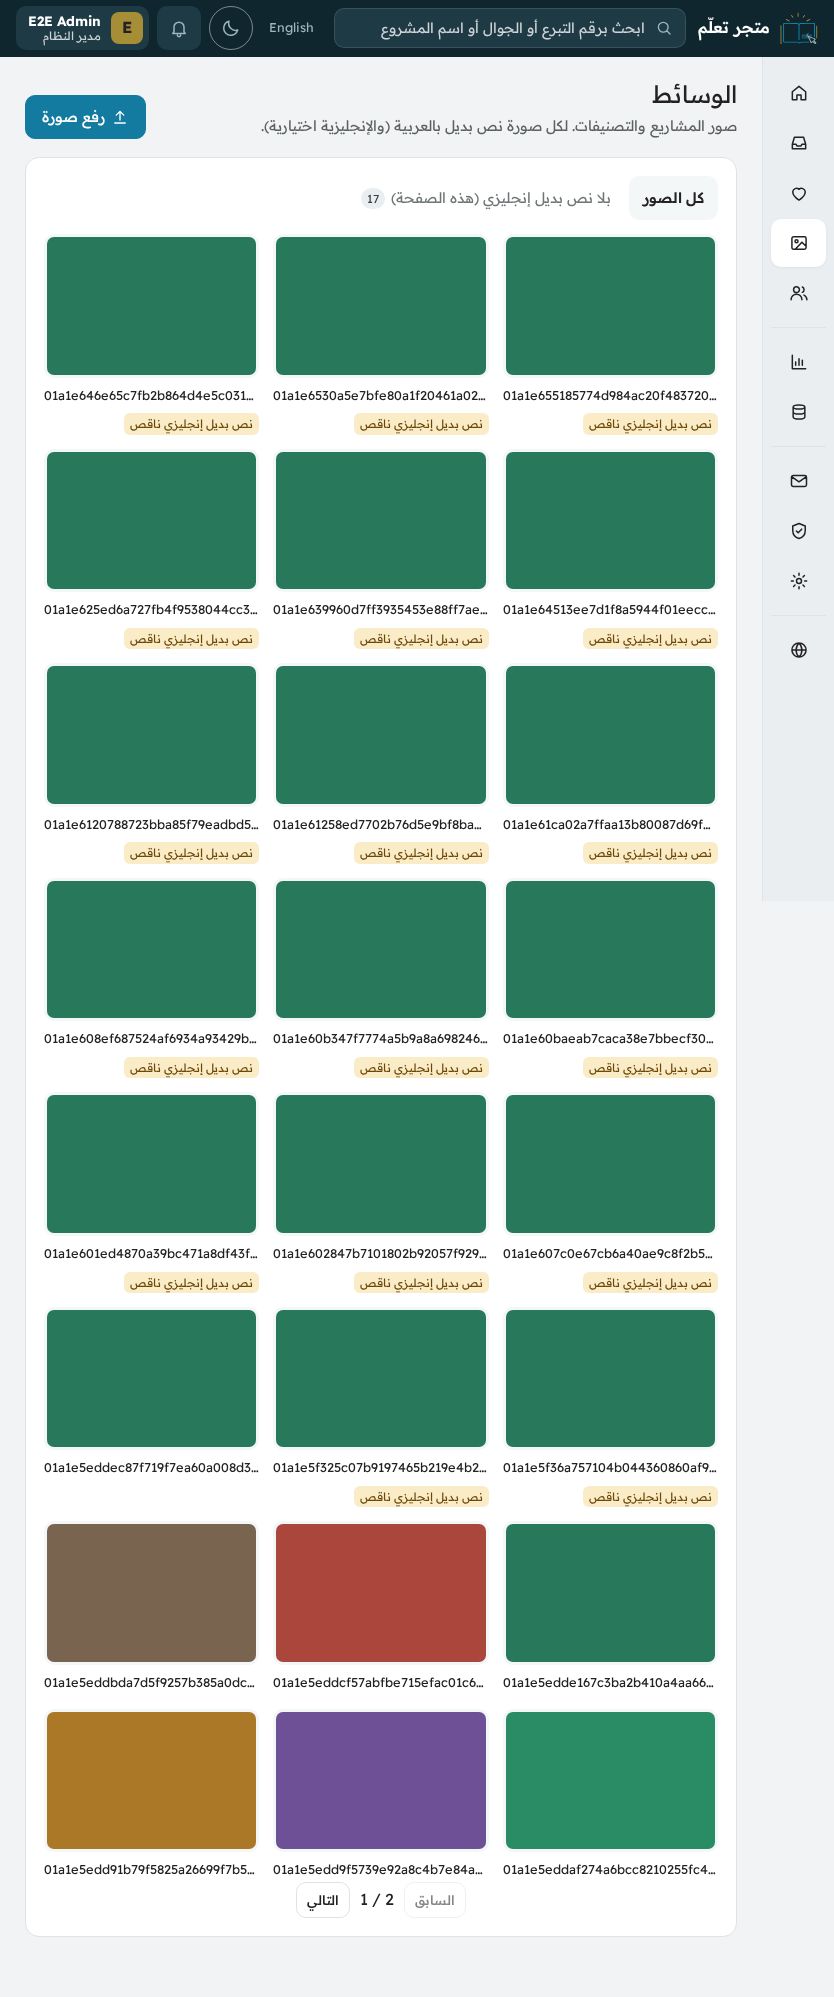 متجر تعلّم
ابحث برقم التبرع أو الجوال أو اسم المشروع
English
E2E Admin
مدير النظام
E
الوسائط
صور المشاريع والتصنيفات. لكل صورة نص بديل بالعربية (والإنجليزية اختيارية).
رفع صورة
كل الصور
بلا نص بديل إنجليزي (هذه الصفحة) 17
01a1e655185774d984ac20f483720…
01a1e6530a5e7bfe80a1f20461a02…
01a1e646e65c7fb2b864d4e5c031…
نص بديل إنجليزي ناقص
نص بديل إنجليزي ناقص
نص بديل إنجليزي ناقص
01a1e64513ee7d1f8a5944f01eecc…
01a1e639960d7ff3935453e88ff7ae…
01a1e625ed6a727fb4f9538044cc3…
نص بديل إنجليزي ناقص
نص بديل إنجليزي ناقص
نص بديل إنجليزي ناقص
01a1e61ca02a7ffaa13b80087d69f…
01a1e61258ed7702b76d5e9bf8ba…
01a1e6120788723bba85f79eadbd5…
نص بديل إنجليزي ناقص
نص بديل إنجليزي ناقص
نص بديل إنجليزي ناقص
01a1e60baeab7caca38e7bbecf30…
01a1e60b347f7774a5b9a8a698246…
01a1e608ef687524af6934a93429b…
نص بديل إنجليزي ناقص
نص بديل إنجليزي ناقص
نص بديل إنجليزي ناقص
01a1e607c0e67cb6a40ae9c8f2b5…
01a1e602847b7101802b92057f929…
01a1e601ed4870a39bc471a8df43f…
نص بديل إنجليزي ناقص
نص بديل إنجليزي ناقص
نص بديل إنجليزي ناقص
01a1e5f36a757104b044360860af9…
01a1e5f325c07b9197465b219e4b2…
01a1e5eddec87f719f7ea60a008d3…
نص بديل إنجليزي ناقص
نص بديل إنجليزي ناقص
01a1e5edde167c3ba2b410a4aa66…
01a1e5eddcf57abfbe715efac01c6…
01a1e5eddbda7d5f9257b385a0dc…
01a1e5eddaf274a6bcc8210255fc4…
01a1e5edd9f5739e92a8c4b7e84a…
01a1e5edd91b79f5825a26699f7b5…
السابق
1 / 2
التالي